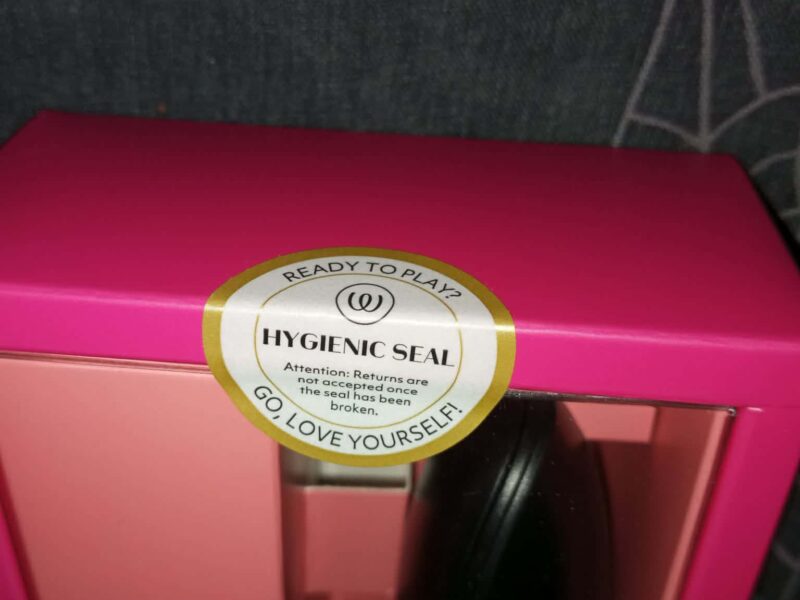 READY TO PLAY?
HYGIENIC SEAL
Attention: Returns are
not accepted once
the seal has been
broken.
GO, LOVE YOURSELF!